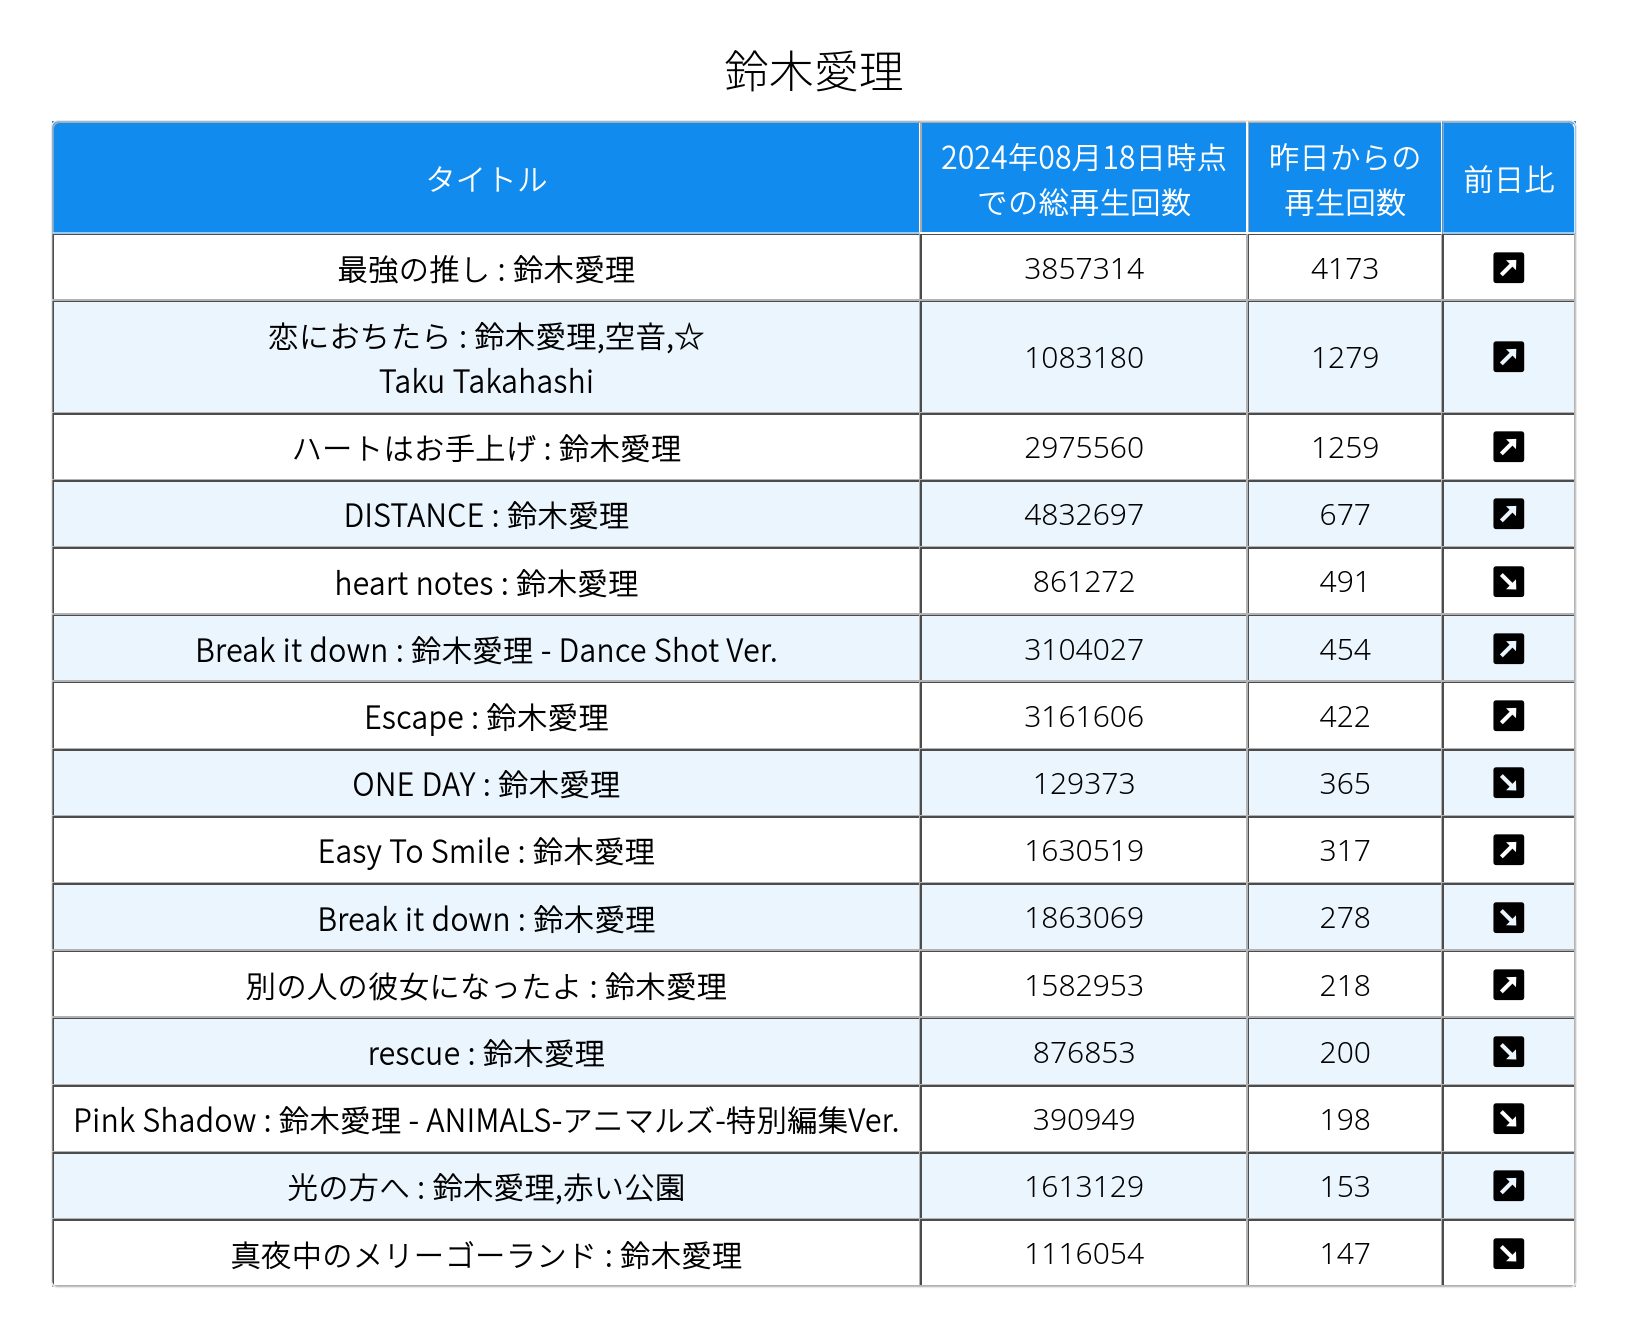 鈴木愛理
タイトル
2024年08月18日時点
での総再生回数
昨日からの
再生回数
前日比
最強の推し : 鈴木愛理 3857314 4173 ↗
恋におちたら : 鈴木愛理,空音,☆
Taku Takahashi 1083180 1279 ↗
ハートはお手上げ : 鈴木愛理 2975560 1259 ↗
DISTANCE : 鈴木愛理 4832697 677 ↗
heart notes : 鈴木愛理 861272 491 ↘
Break it down : 鈴木愛理 - Dance Shot Ver. 3104027 454 ↗
Escape : 鈴木愛理 3161606 422 ↗
ONE DAY : 鈴木愛理 129373 365 ↘
Easy To Smile : 鈴木愛理 1630519 317 ↗
Break it down : 鈴木愛理 1863069 278 ↘
別の人の彼女になったよ : 鈴木愛理 1582953 218 ↗
rescue : 鈴木愛理 876853 200 ↘
Pink Shadow : 鈴木愛理 - ANIMALS-アニマルズ-特別編集Ver. 390949 198 ↘
光の方へ : 鈴木愛理,赤い公園 1613129 153 ↗
真夜中のメリーゴーランド : 鈴木愛理 1116054 147 ↘